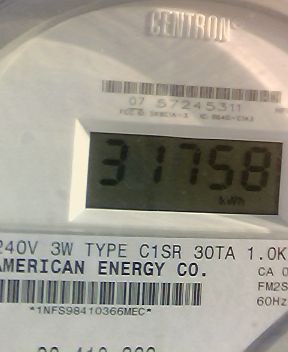 CENTRON
07 57245311
31758
kWh
240V 3W TYPE C1SR 30TA 1.0K
AMERICAN ENERGY CO.
CA 0
FM2S
60Hz
*1NFS98410366MEC*